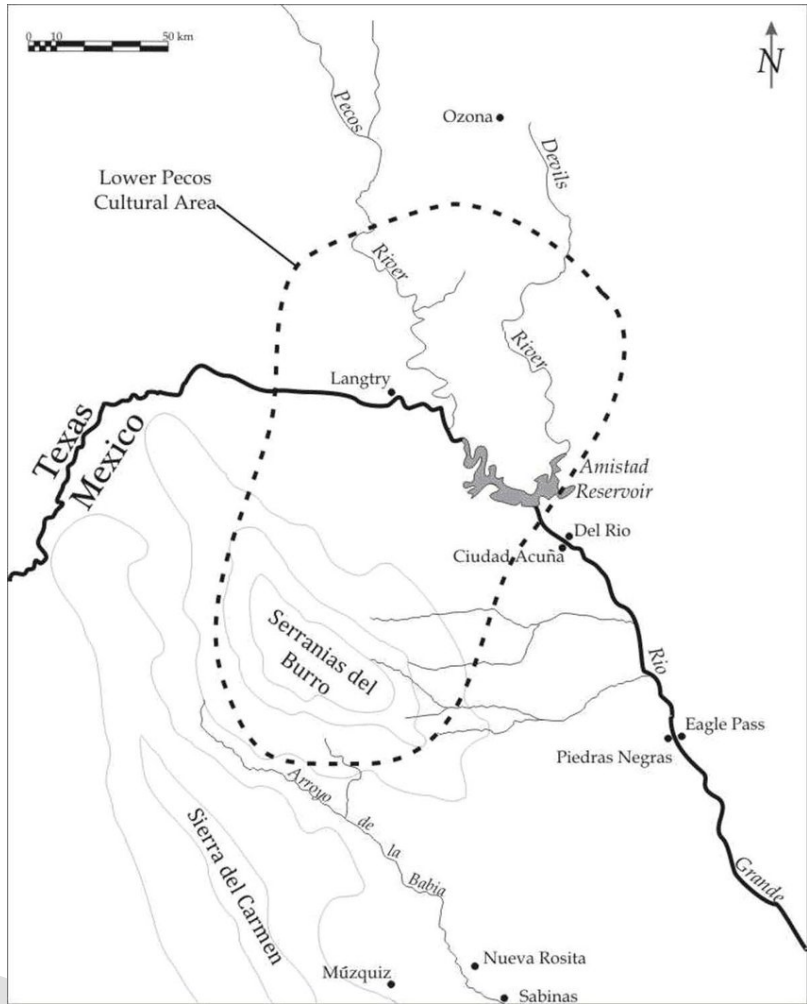 0 10 50 km
N
Pecos
Ozona
Devils
Lower Pecos
Cultural Area
River
River
Langtry
Texas
Mexico
Amistad
Reservoir
Del Rio
Ciudad Acuña
Serranias del
Burro
Rio
Eagle Pass
Piedras Negras
Arroyo
de
la
Babia
Sierra del Carmen
Grande
Nueva Rosita
Múzquiz
Sabinas